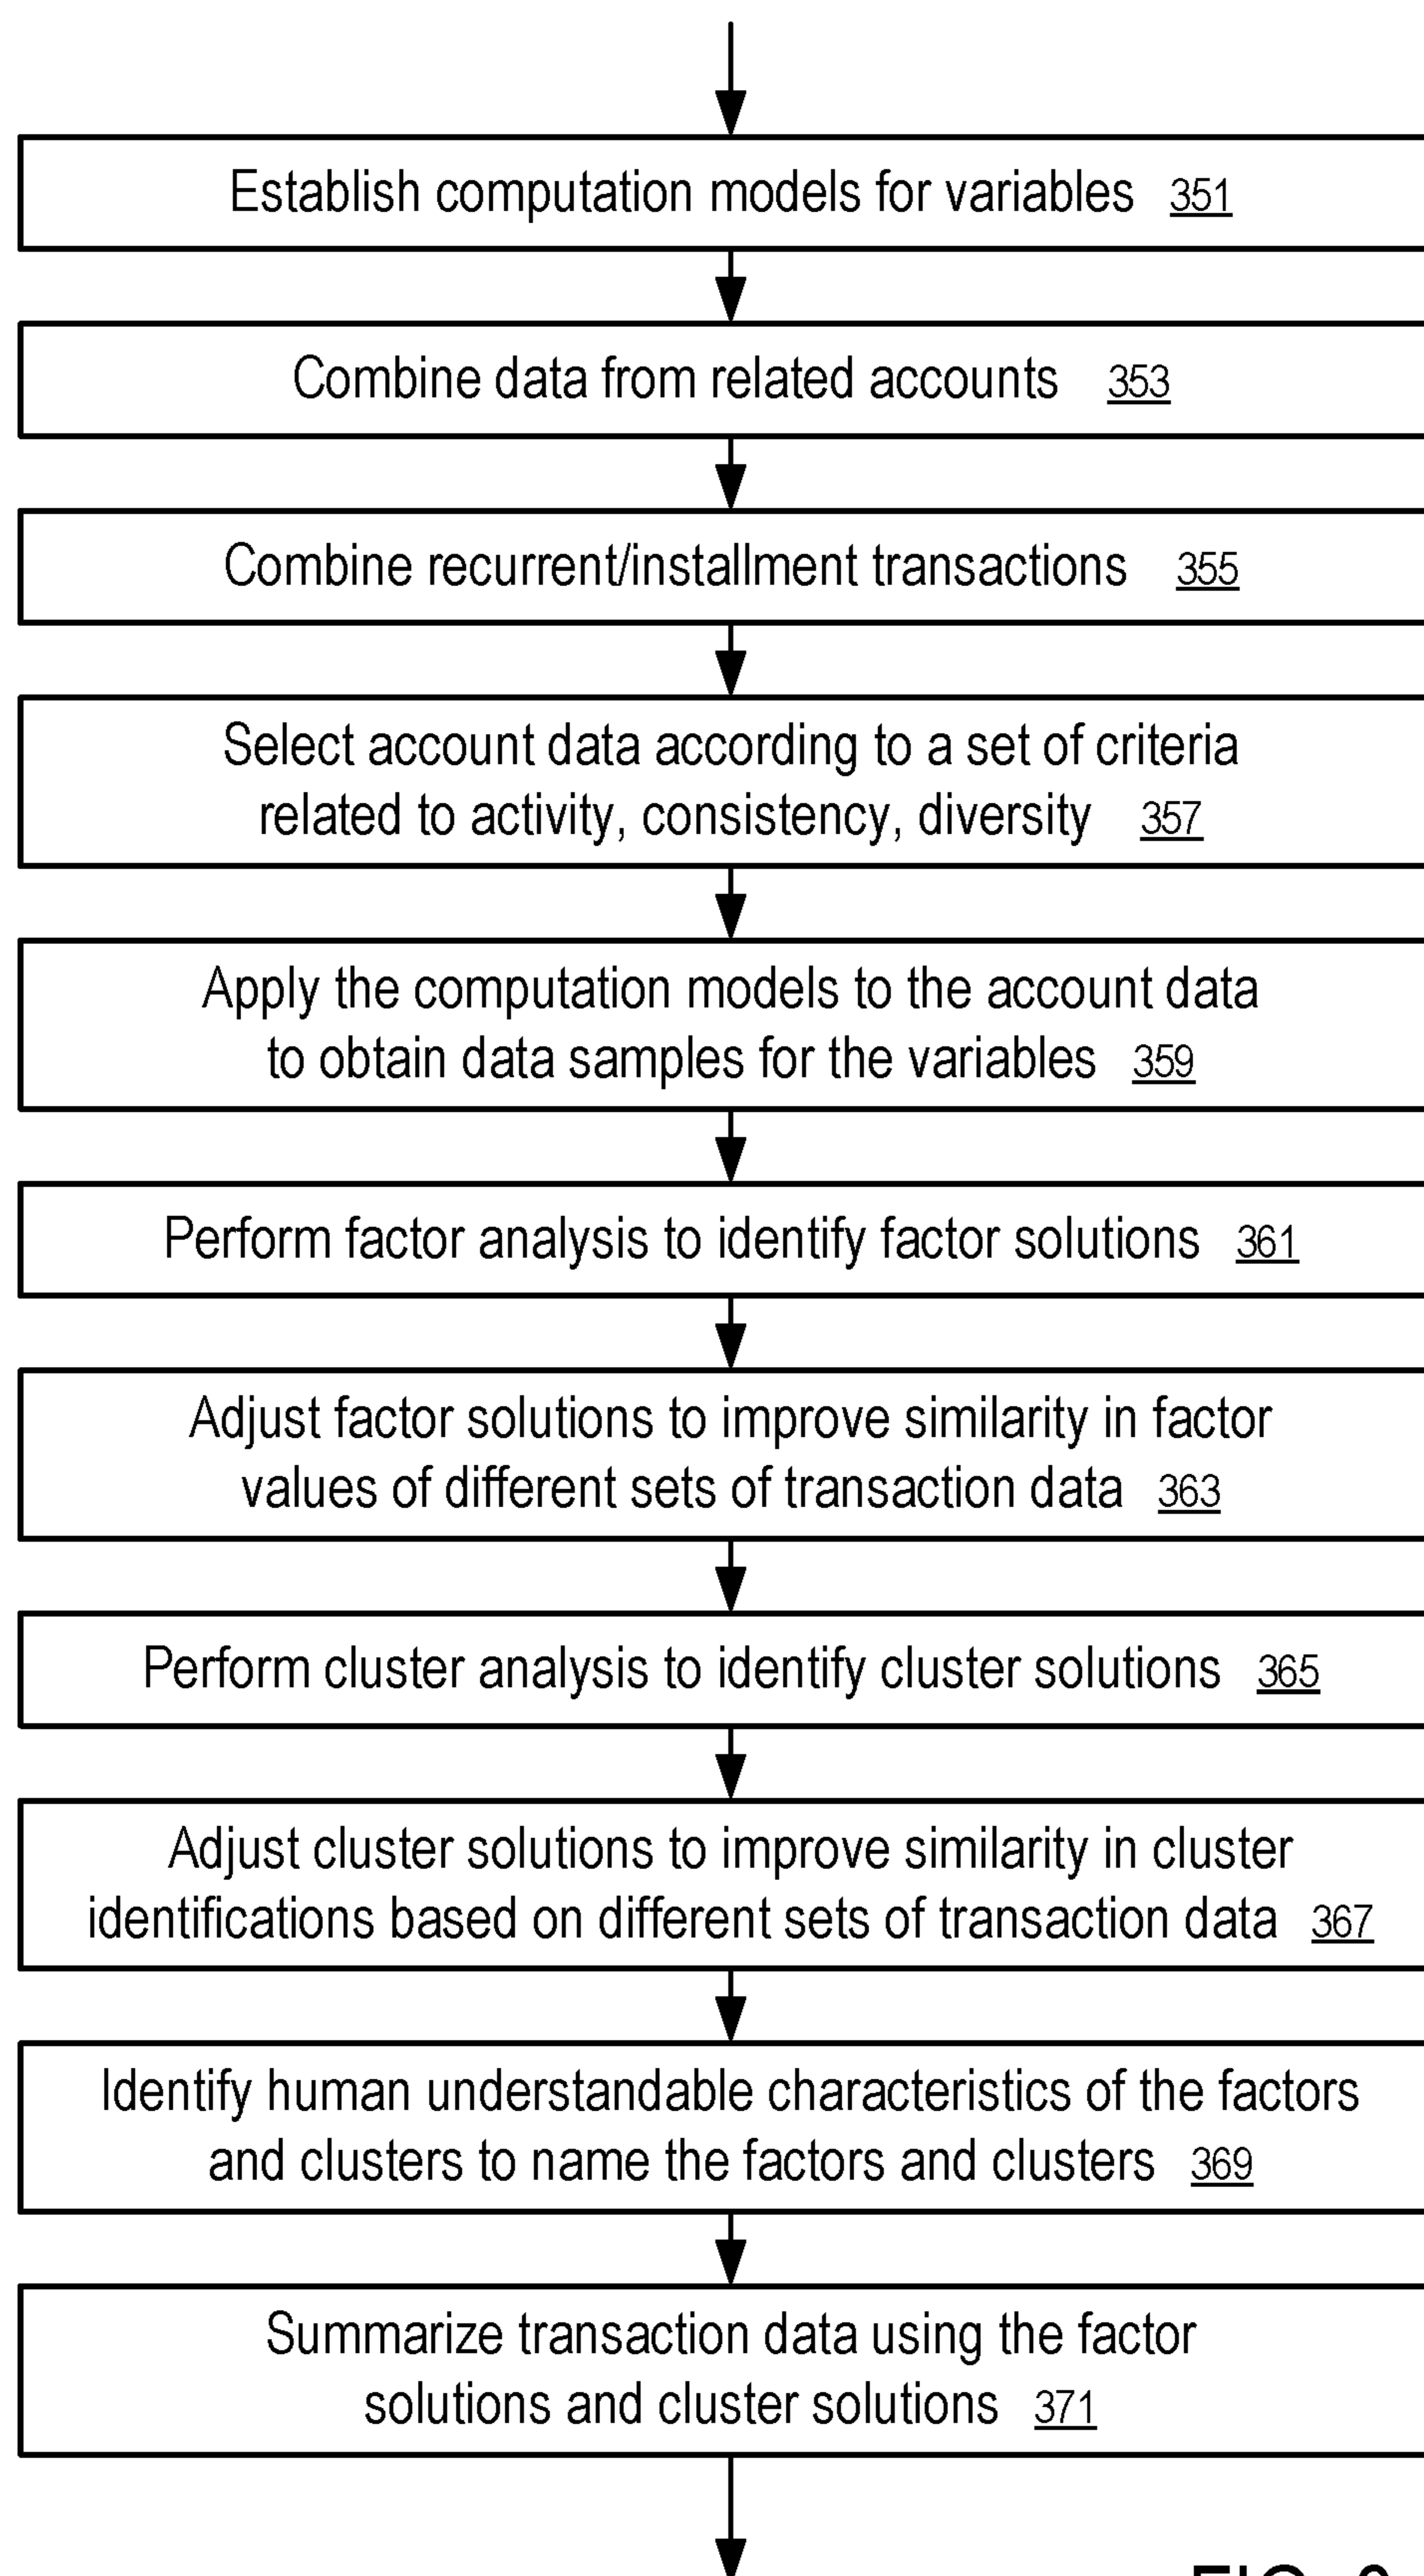 Establish computation models for variables 351
Combine data from related accounts 353
Combine recurrent/installment transactions 355
Select account data according to a set of criteria
related to activity, consistency, diversity 357
Apply the computation models to the account data
to obtain data samples for the variables 359
Perform factor analysis to identify factor solutions 361
Adjust factor solutions to improve similarity in factor
values of different sets of transaction data 363
Perform cluster analysis to identify cluster solutions 365
Adjust cluster solutions to improve similarity in cluster
identifications based on different sets of transaction data 367
Identify human understandable characteristics of the factors
and clusters to name the factors and clusters 369
Summarize transaction data using the factor
solutions and cluster solutions 371
FIG.